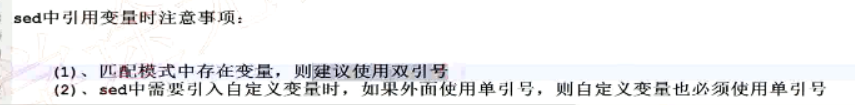 sed中引用变量时注意事项：
(1)、匹配模式中存在变量，则建议使用双引号
(2)、sed中需要引入自定义变量时，如果外面使用单引号，则自定义变量也必须使用单引号